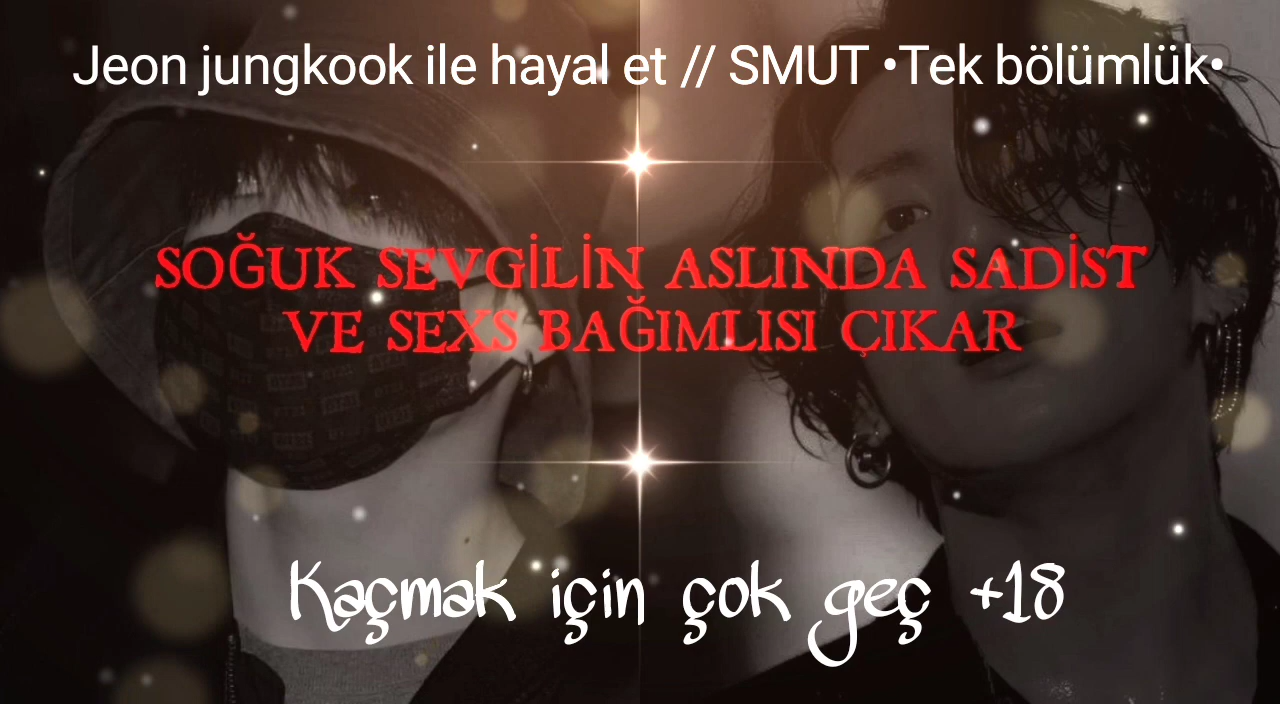 Jeon jungkook ile hayal et // SMUT •Tek bölümlük•
SOĞUK SEVGİLİN ASLINDA SADİST
VE SEXS BAĞIMLISI ÇIKAR
Kaçmak için çok geç +18